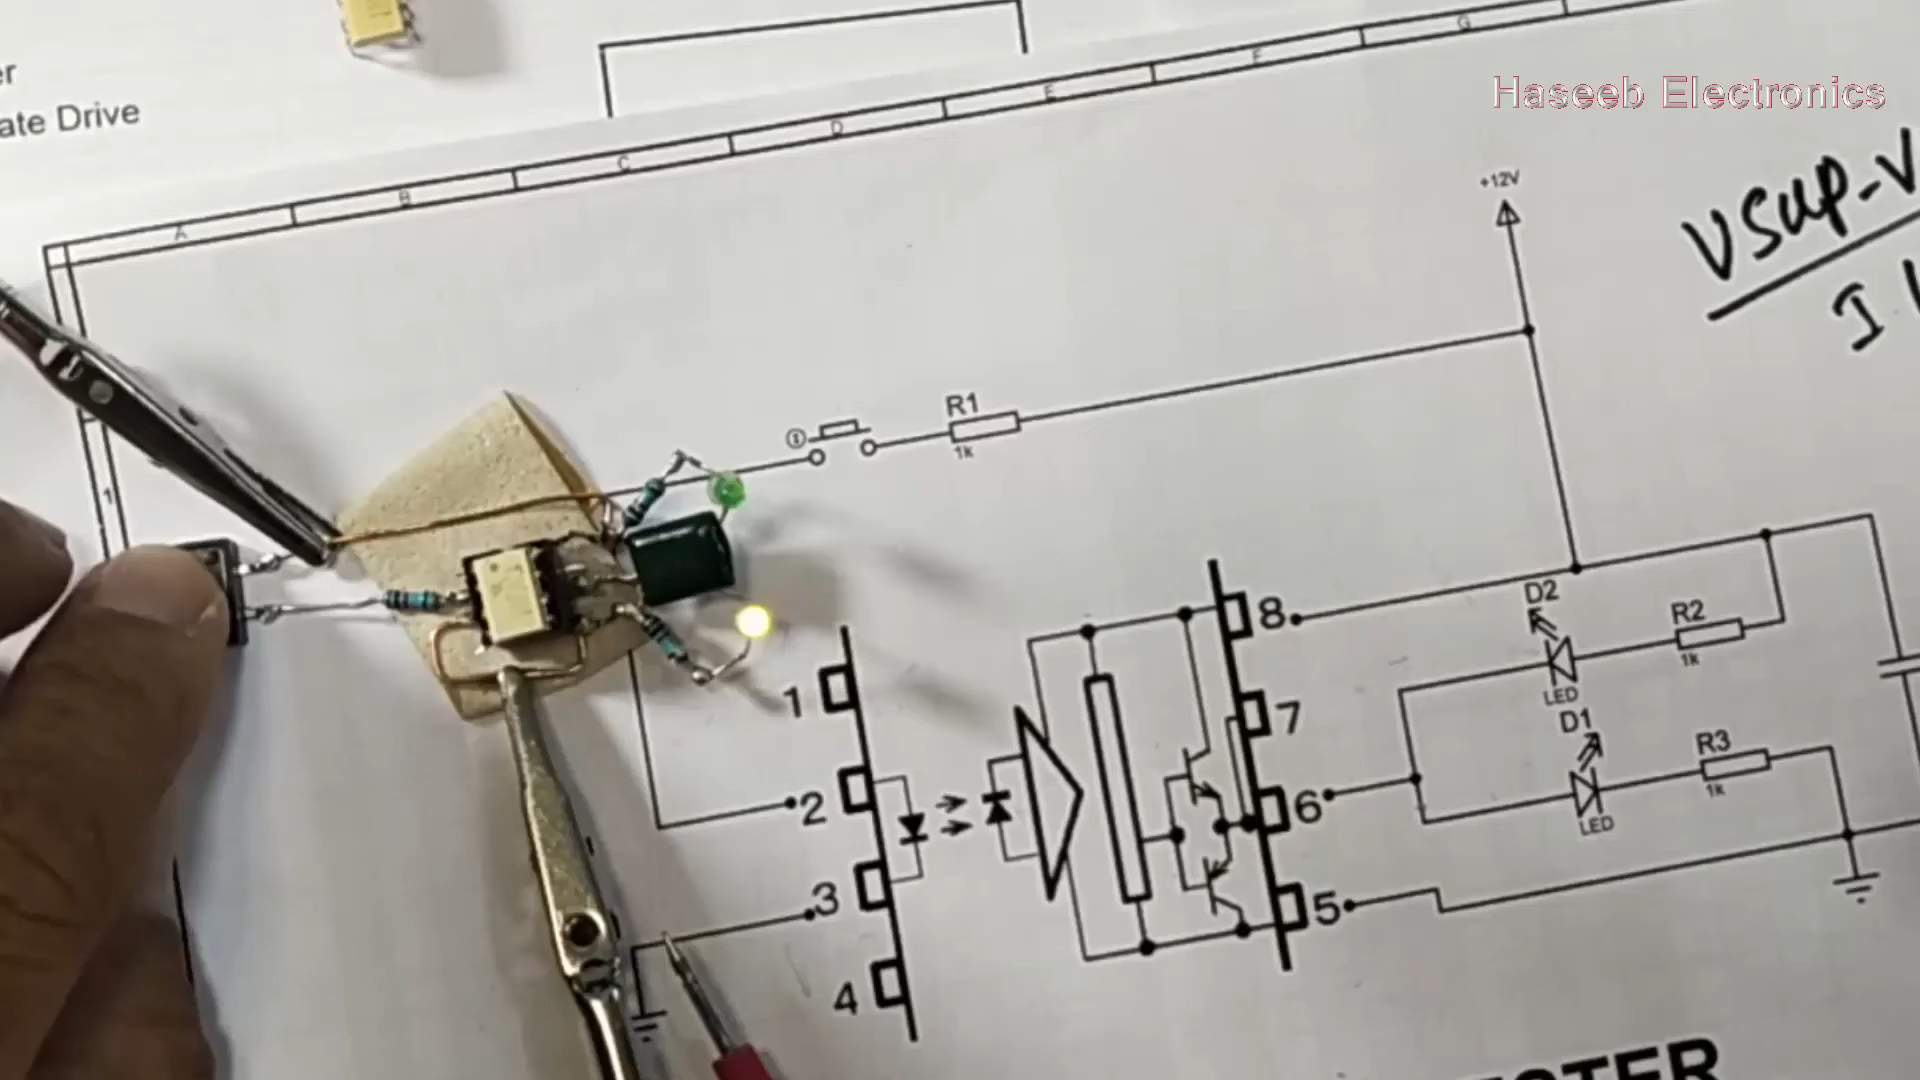 er
ate Drive
Haseeb Electronics
A
B
C
D
E
F
G
1
+12V
VSUP-V
I
R1
1k
1
2
3
4
8
7
6
5
D2
LED
R2
1k
D1
LED
R3
1k
STER